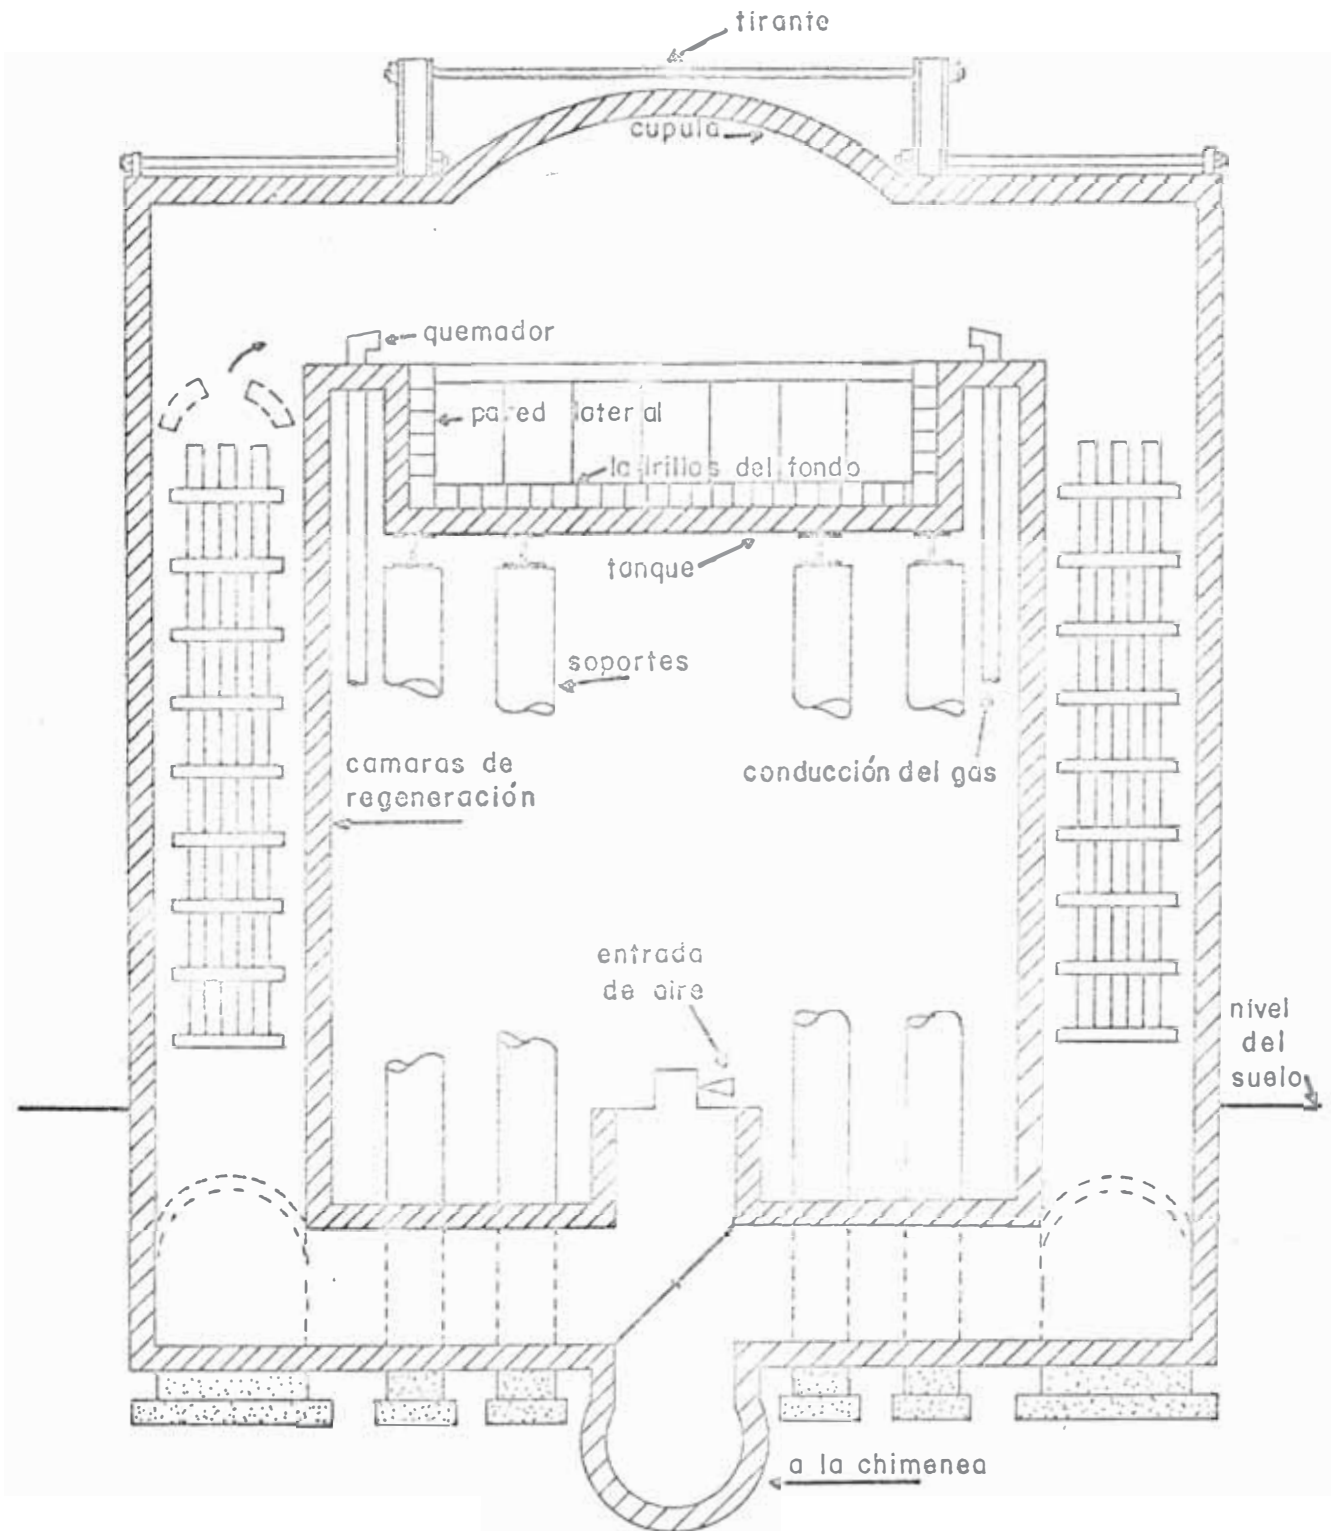 tirante
cupula
quemador
pared lateral
ladrillos del fondo
tanque
soportes
camaras de
regeneración
conducción del gas
entrada
de aire
nivel
del
suelo
a la chimenea